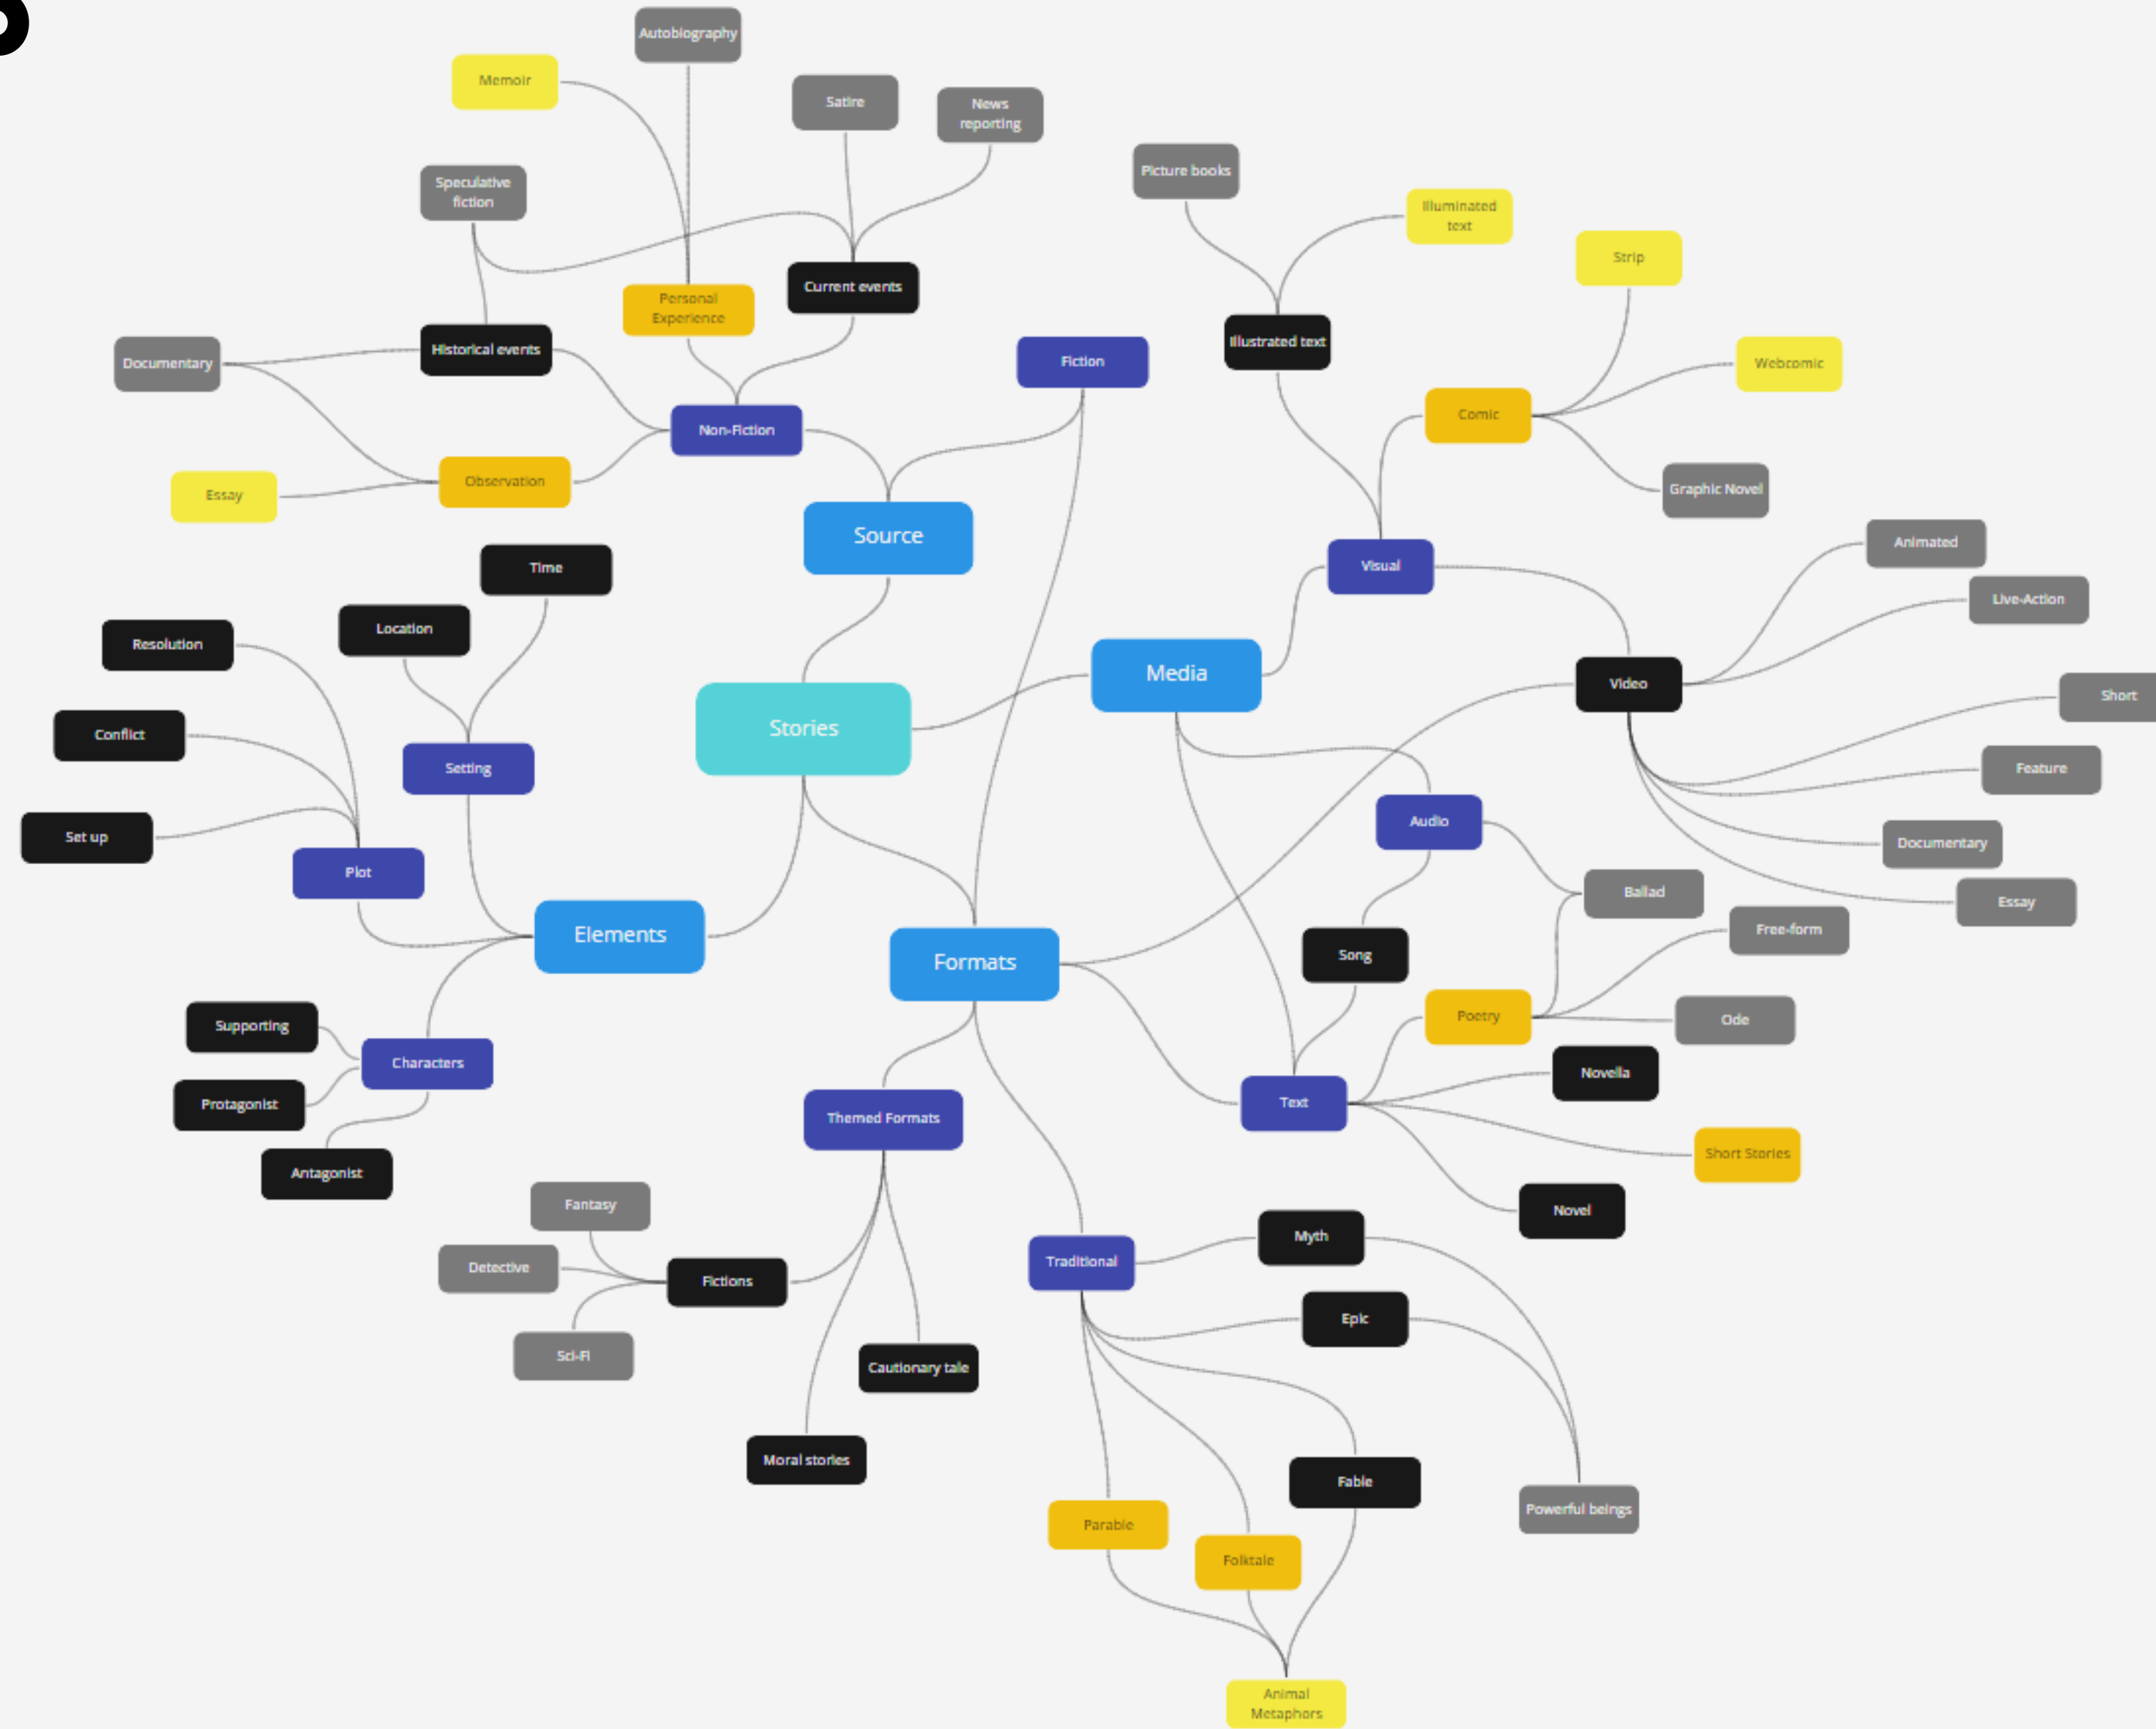 Autobiography
Memoir
Satire
News
reporting
Picture books
Speculative
fiction
Illuminated
text
Strip
Personal
Experience
Current events
Historical events
Documentary
Illustrated text
Fiction
Webcomic
Comic
Non-Fiction
Observation
Essay
Graphic Novel
Source
Animated
Time
Visual
Live-Action
Location
Resolution
Media
Video
Short
Stories
Conflict
Setting
Feature
Set up
Audio
Documentary
Plot
Ballad
Essay
Elements
Free-form
Formats
Song
Supporting
Poetry
Ode
Characters
Novella
Protagonist
Text
Themed Formats
Short Stories
Antagonist
Fantasy
Novel
Myth
Detective
Traditional
Fictions
Epic
Sci-Fi
Cautionary tale
Moral stories
Fable
Powerful beings
Parable
Folktale
Animal
Metaphors